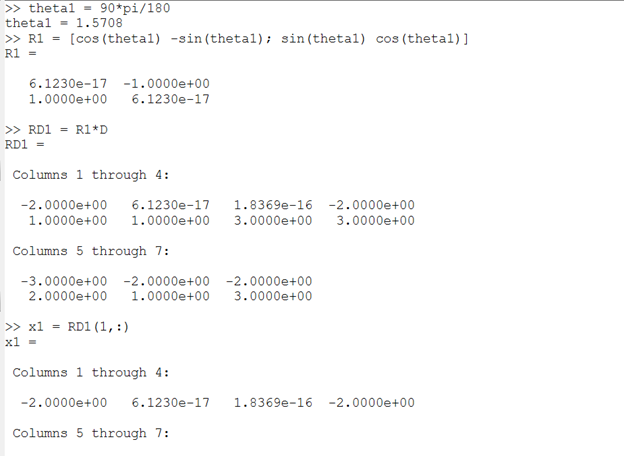 >> theta1 = 90*pi/180
theta1 = 1.5708
>> R1 = [cos(theta1) -sin(theta1); sin(theta1) cos(theta1)]
R1 =
6.1230e-17 -1.0000e+00
1.0000e+00 6.1230e-17
>> RD1 = R1*D
RD1 =
Columns 1 through 4:
-2.0000e+00 6.1230e-17 1.8369e-16 -2.0000e+00
1.0000e+00 1.0000e+00 3.0000e+00 3.0000e+00
Columns 5 through 7:
-3.0000e+00 -2.0000e+00 -2.0000e+00
2.0000e+00 1.0000e+00 3.0000e+00
>> x1 = RD1(1,:)
x1 =
Columns 1 through 4:
-2.0000e+00 6.1230e-17 1.8369e-16 -2.0000e+00
Columns 5 through 7: